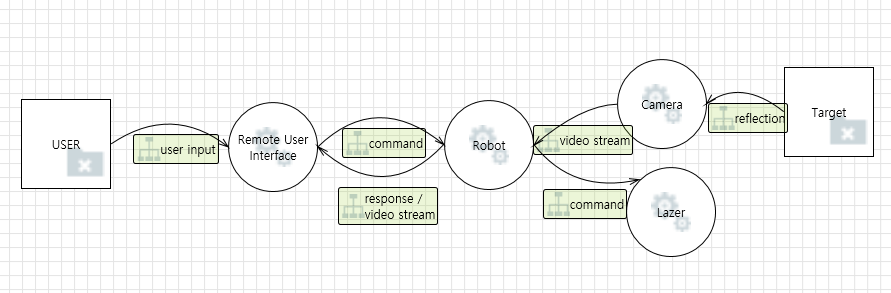 USER
user input
Remote User
Interface
command
response /
video stream
Robot
video stream
command
Camera
Lazer
reflection
Target